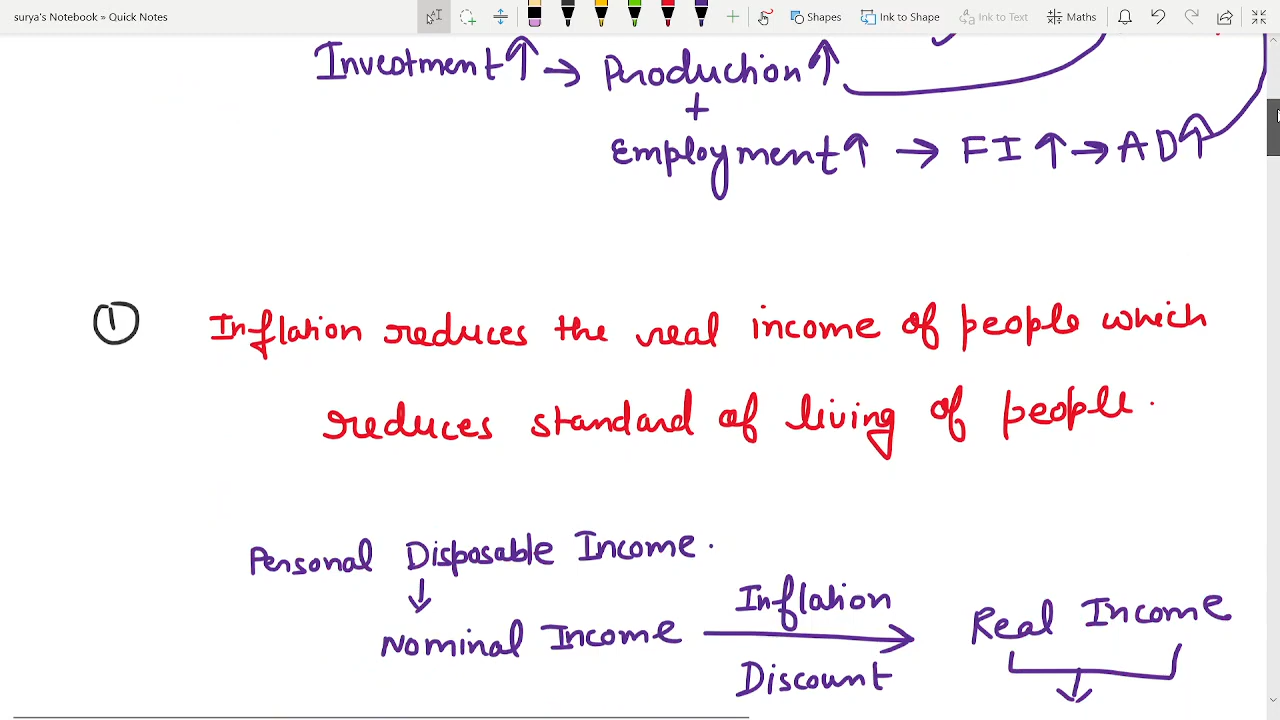 surya's Notebook » Quick Notes
Shapes Ink to Shape Ink to Text Maths
Investment↑ → Production↑
+
Employment↑ → FI↑ → AD↑
① Inflation reduces the real income of people which
reduces standard of living of people.
Personal Disposable Income.
↓
Nominal Income → Real Income
Inflation
Discount
↓